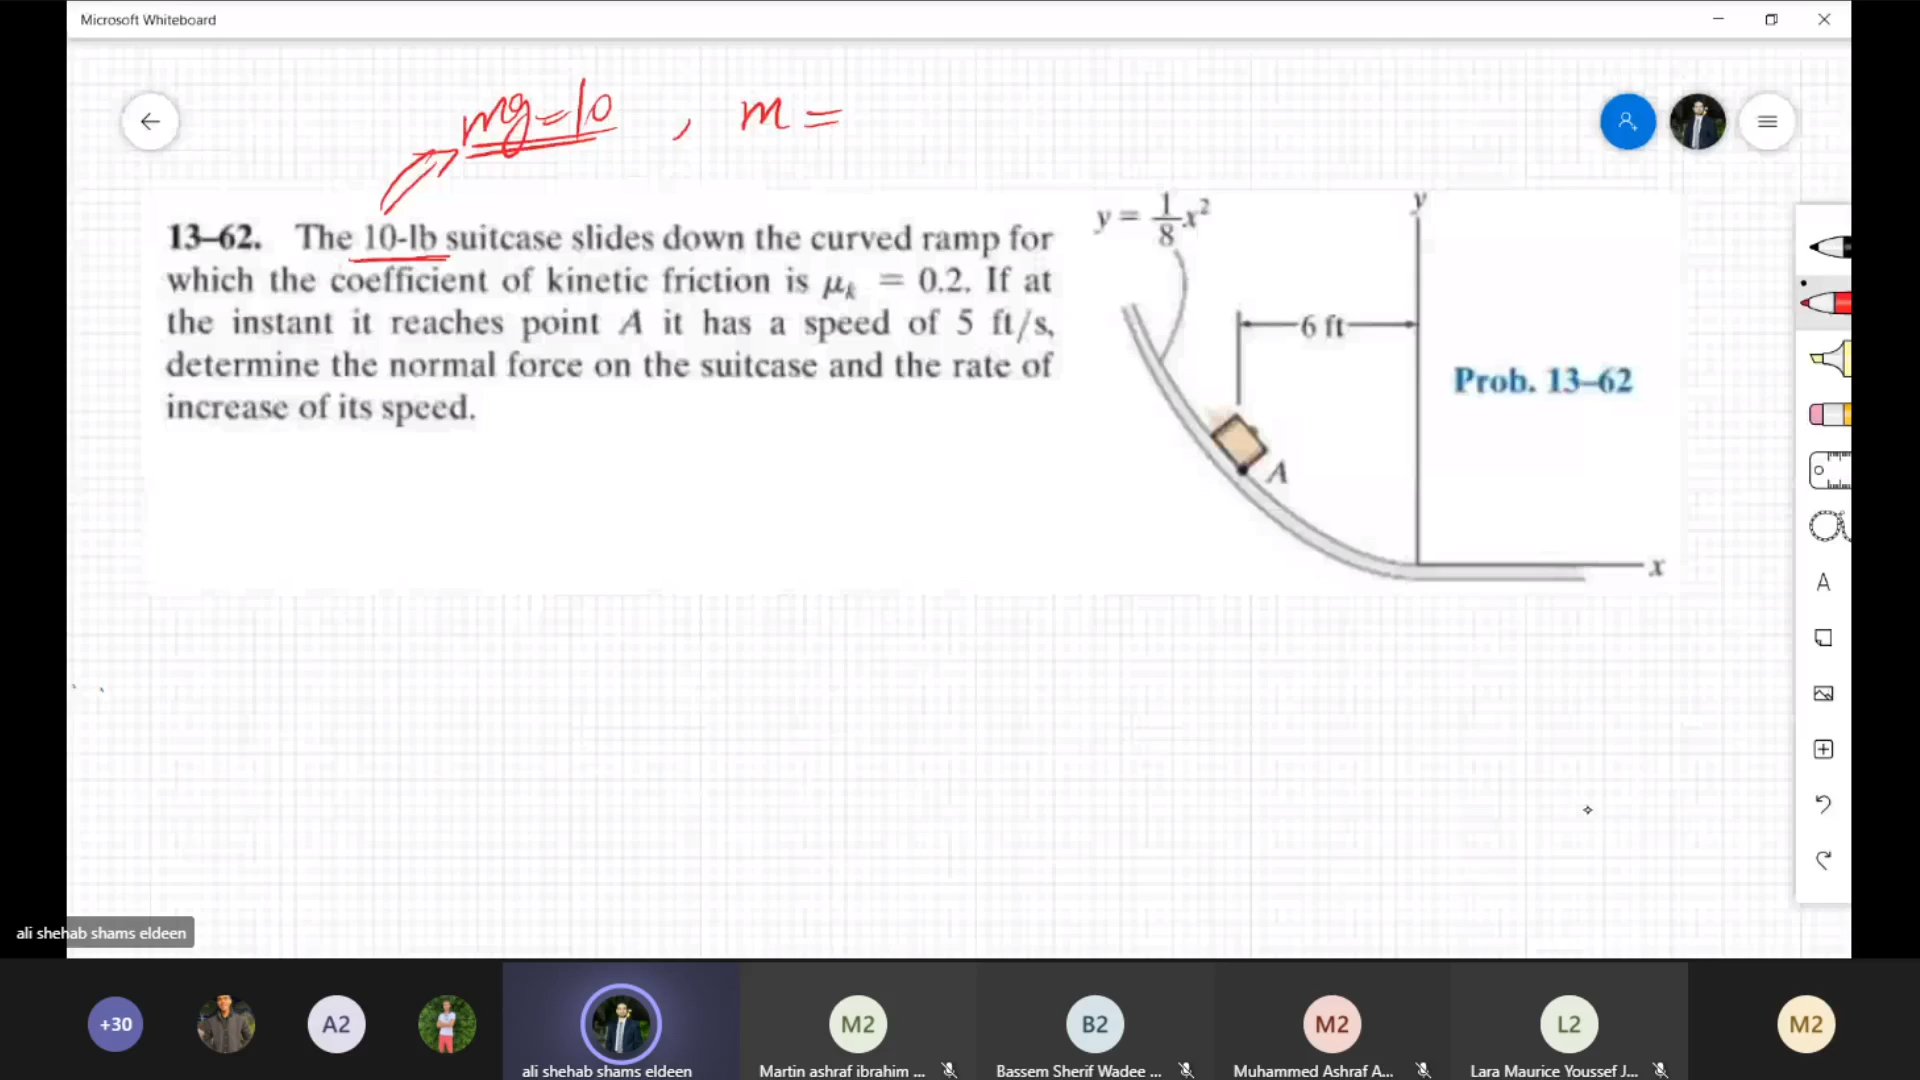 Microsoft Whiteboard
mg=10 , m =
13–62. The 10-lb suitcase slides down the curved ramp for
which the coefficient of kinetic friction is μk = 0.2. If at
the instant it reaches point A it has a speed of 5 ft/s,
determine the normal force on the suitcase and the rate of
increase of its speed.
y = 1/8 x²
y
6 ft
Prob. 13–62
A
x
A
ali shehab shams eldeen
+30
A2
M2
B2
M2
L2
M2
ali shehab shams eldeen
Martin ashraf ibrahim ...
Bassem Sherif Wadee ...
Muhammed Ashraf A...
Lara Maurice Youssef J...